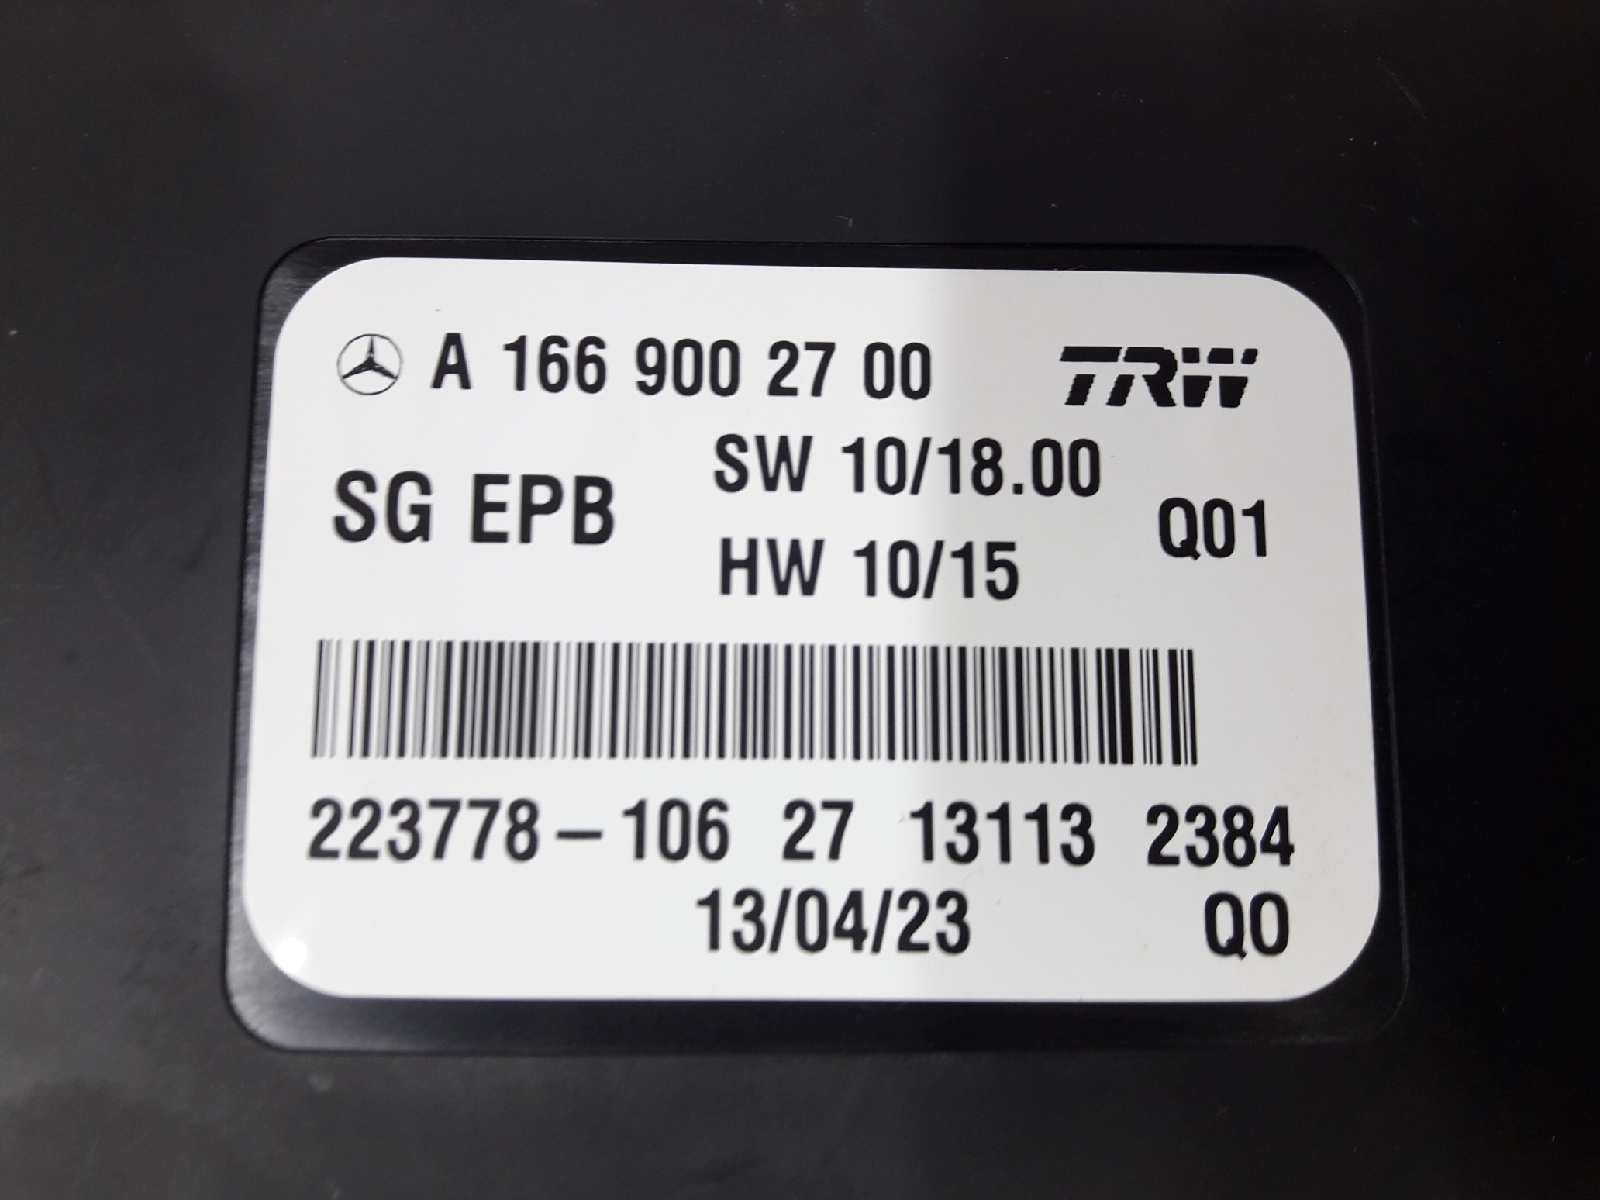 A 166 900 27 00 TRW
SG EPB SW 10/18.00
HW 10/15 Q01
223778-106 27 13113 2384
13/04/23 Q0